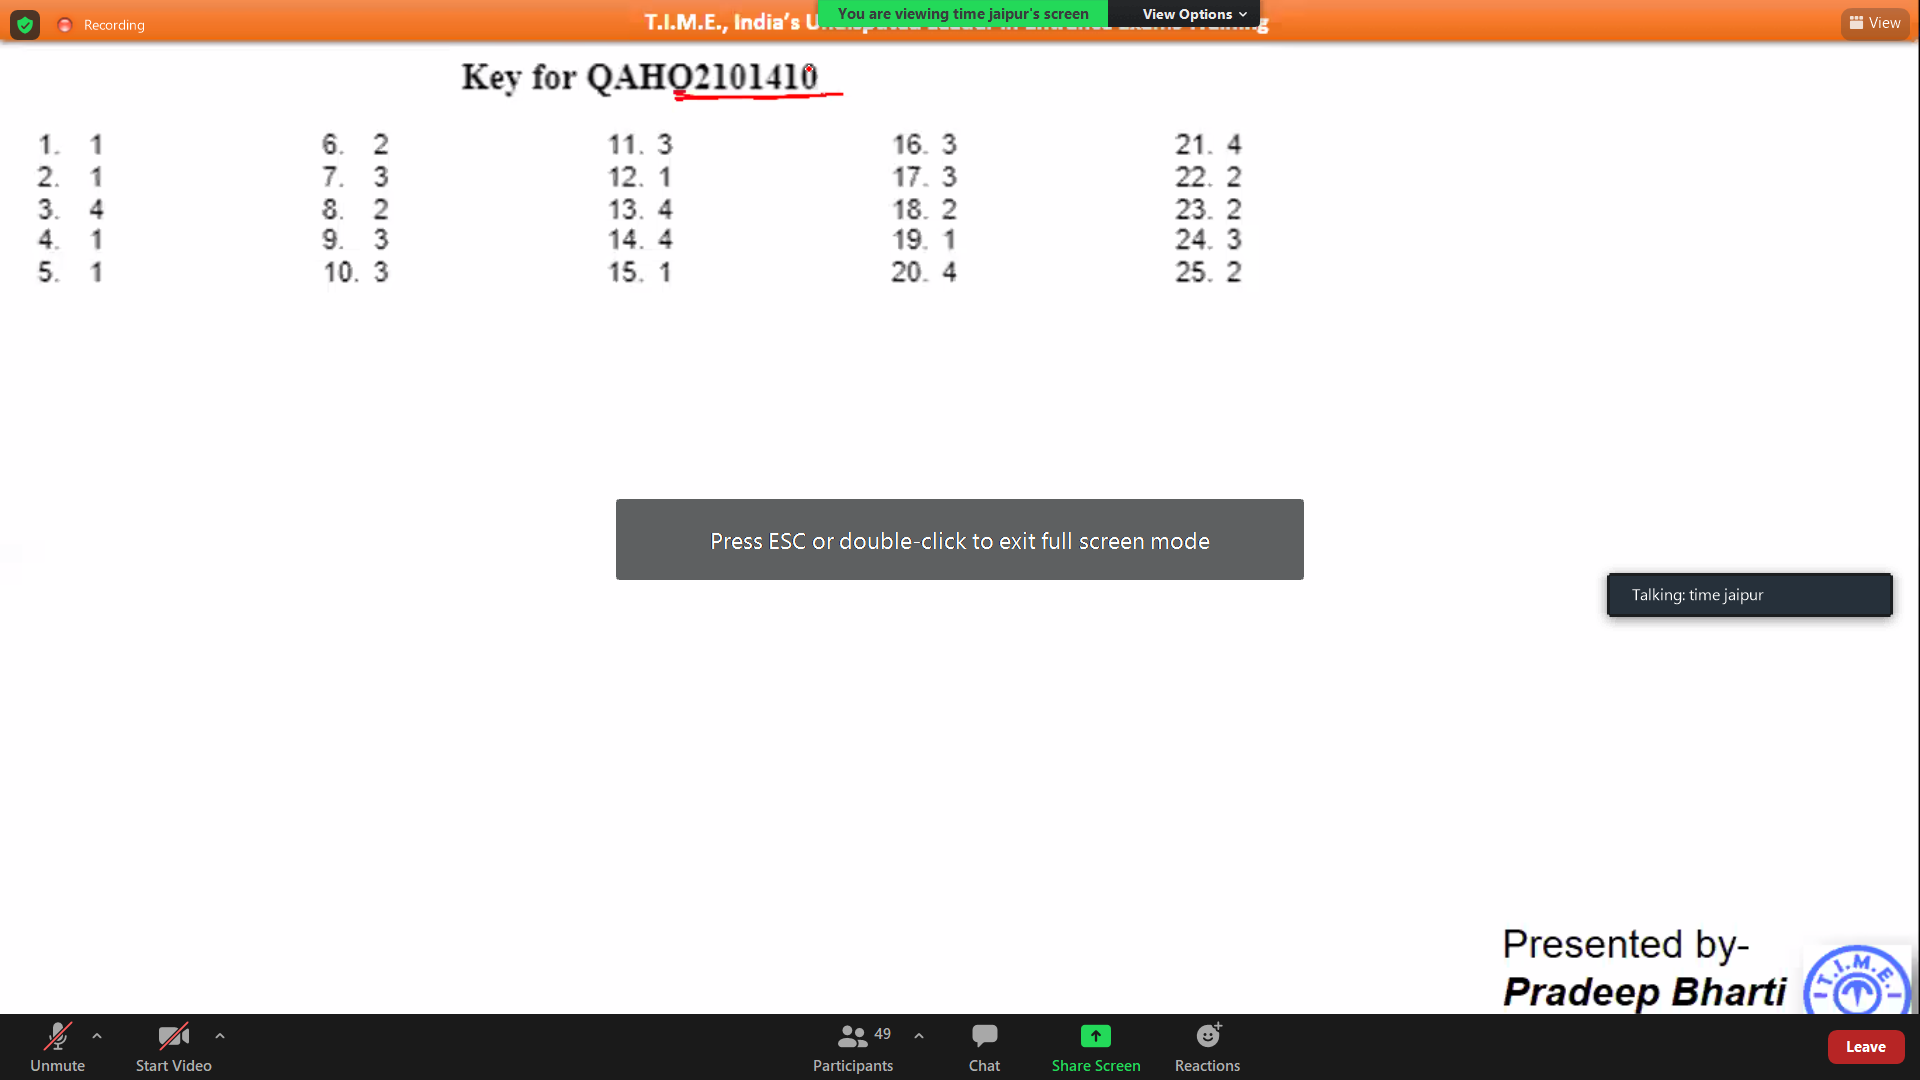 Recording
T.I.M.E., India's
You are viewing time jaipur's screen
View Options
View
Key for QAHQ2101410
1. 1
2. 1
3. 4
4. 1
5. 1
6. 2
7. 3
8. 2
9. 3
10. 3
11. 3
12. 1
13. 4
14. 4
15. 1
16. 3
17. 3
18. 2
19. 1
20. 4
21. 4
22. 2
23. 2
24. 3
25. 2
Press ESC or double-click to exit full screen mode
Talking: time jaipur
Presented by-
Pradeep Bharti
T.I.M.E.
Unmute
Start Video
49
Participants
Chat
Share Screen
Reactions
Leave